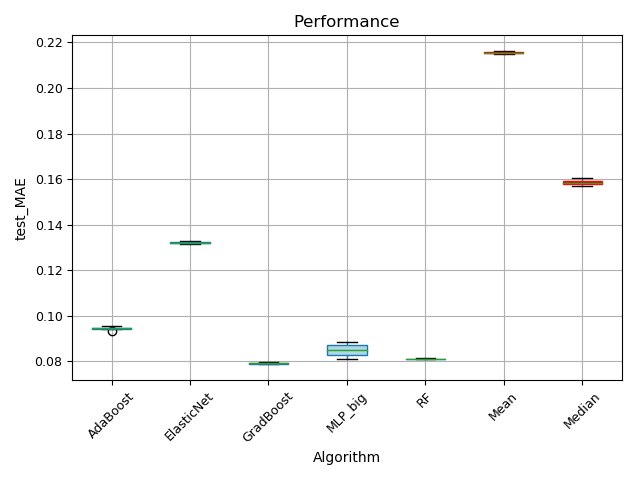 Performance
test_MAE
0.22
0.20
0.18
0.16
0.14
0.12
0.10
0.08
AdaBoost
ElasticNet
GradBoost
MLP_big
RF
Mean
Median
Algorithm